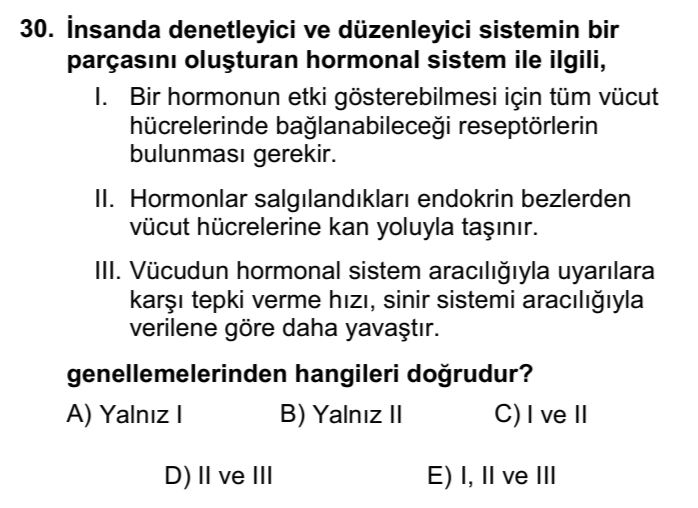 30. İnsanda denetleyici ve düzenleyici sistemin bir
parçasını oluşturan hormonal sistem ile ilgili,
I. Bir hormonun etki gösterebilmesi için tüm vücut
hücrelerinde bağlanabileceği reseptörlerin
bulunması gerekir.
II. Hormonlar salgılandıkları endokrin bezlerden
vücut hücrelerine kan yoluyla taşınır.
III. Vücudun hormonal sistem aracılığıyla uyarılara
karşı tepki verme hızı, sinir sistemi aracılığıyla
verilene göre daha yavaştır.
genellemelerinden hangileri doğrudur?
A) Yalnız I B) Yalnız II C) I ve II
D) II ve III E) I, II ve III